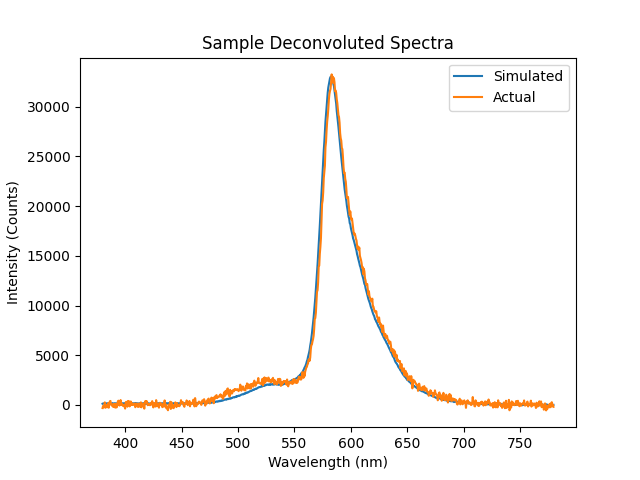 Sample Deconvoluted Spectra
Simulated
Actual
Intensity (Counts)
30000
25000
20000
15000
10000
5000
0
400 450 500 550 600 650 700 750
Wavelength (nm)